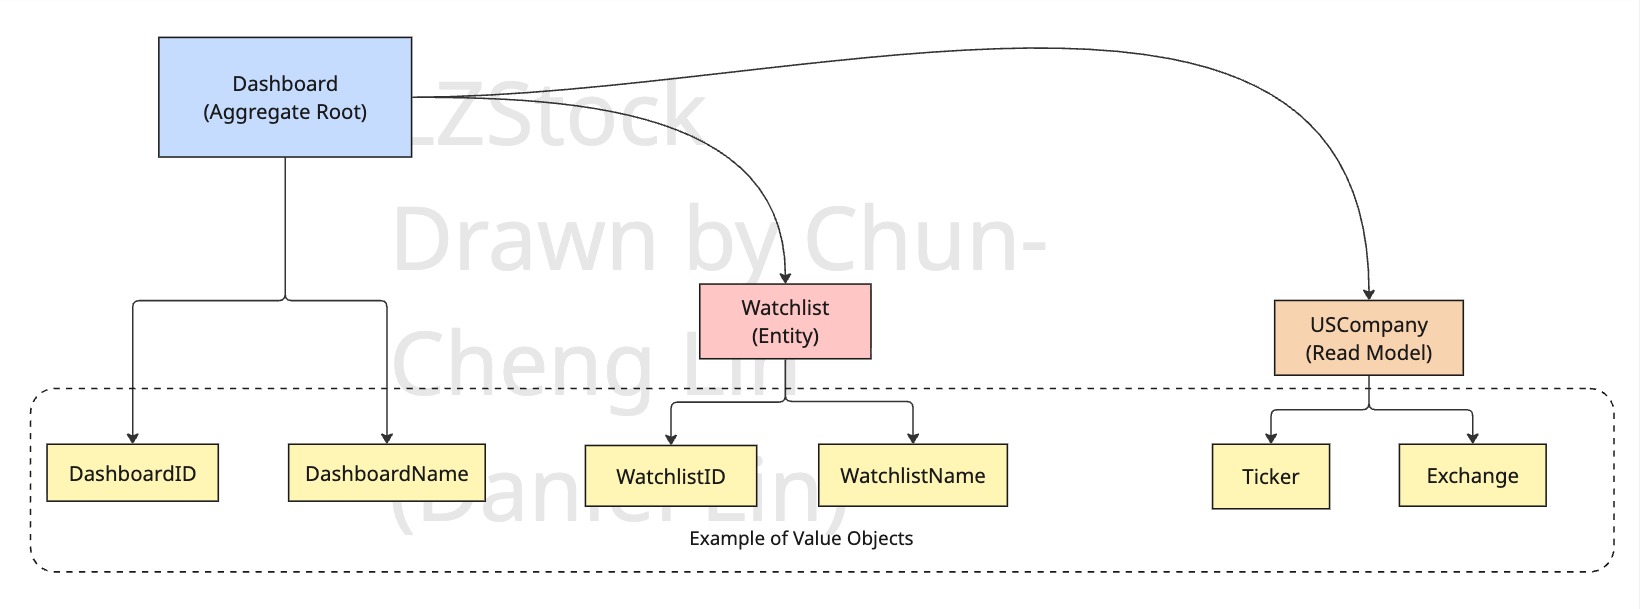 Dashboard
(Aggregate Root)
LZStock
Drawn by Chun-
Watchlist
(Entity)
USCompany
(Read Model)
Cheng Lin
DashboardID
DashboardName
WatchlistID
WatchlistName
Ticker
Exchange
(Daniel Lin)
Example of Value Objects